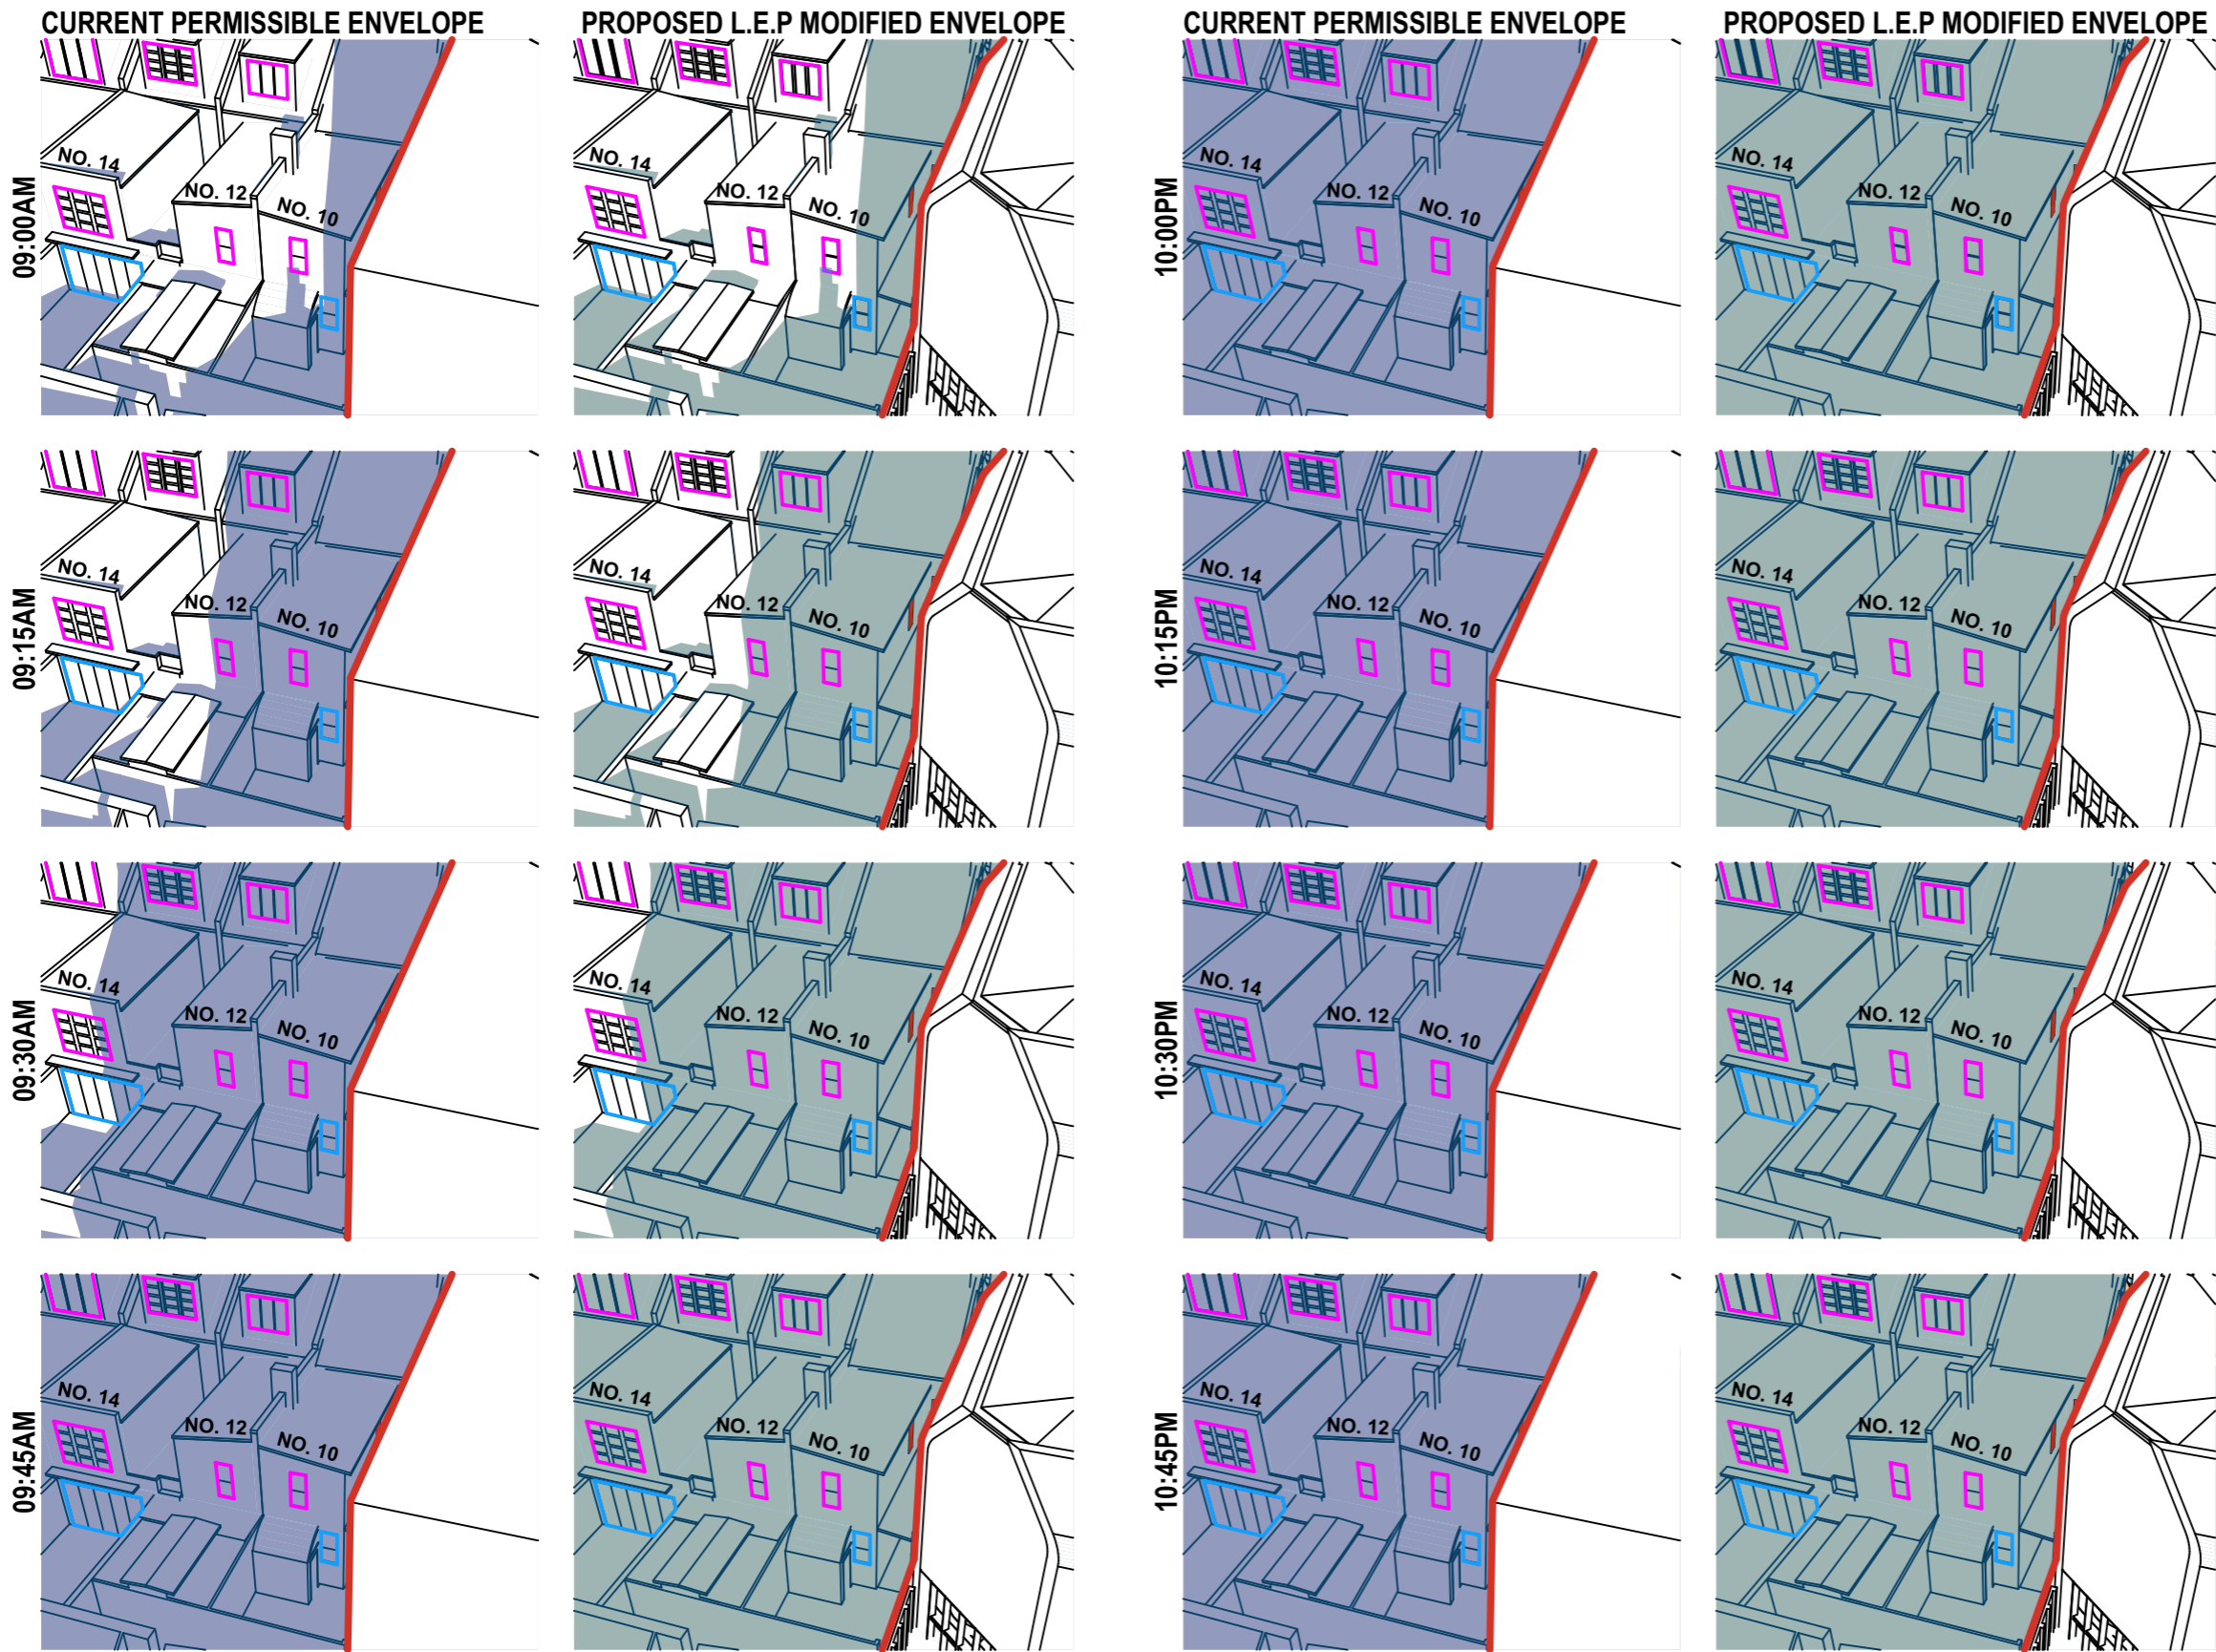 CURRENT PERMISSIBLE ENVELOPE
PROPOSED L.E.P MODIFIED ENVELOPE
CURRENT PERMISSIBLE ENVELOPE
PROPOSED L.E.P MODIFIED ENVELOPE
09:00AM
NO. 14
NO. 12
NO. 10
NO. 14
NO. 12
NO. 10
10:00PM
NO. 14
NO. 12
NO. 10
NO. 14
NO. 12
NO. 10
09:15AM
NO. 14
NO. 12
NO. 10
NO. 14
NO. 12
NO. 10
10:15PM
NO. 14
NO. 12
NO. 10
NO. 14
NO. 12
NO. 10
09:30AM
NO. 14
NO. 12
NO. 10
NO. 14
NO. 12
NO. 10
10:30PM
NO. 14
NO. 12
NO. 10
NO. 14
NO. 12
NO. 10
09:45AM
NO. 14
NO. 12
NO. 10
NO. 14
NO. 12
NO. 10
10:45PM
NO. 14
NO. 12
NO. 10
NO. 14
NO. 12
NO. 10